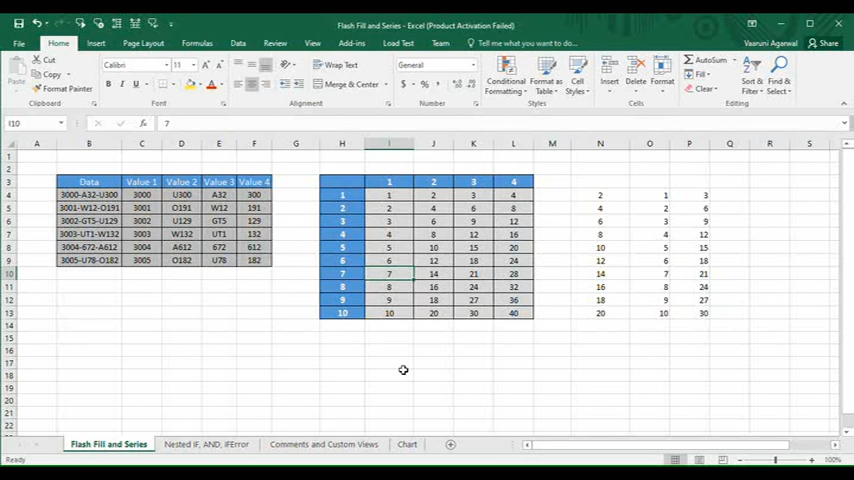 Flash Fill and Series - Excel (Product Activation Failed)
File Home Insert Page Layout Formulas Data Review View Add-ins Load Test Team Tell me what you want to do... Vaaruni Agarwal Share
Paste Cut Copy Format Painter Clipboard
Calibri 11 A A B I U Font
Wrap Text Merge & Center Alignment
General $ % , Number
Conditional Formatting Format as Table Cell Styles Styles
Insert Delete Format Cells
AutoSum Fill Clear Sort & Filter Find & Select Editing
I10 fx 7
A B C D E F G H I J K L M N O P Q R S
1
2
3 Data Value 1 Value 2 Value 3 Value 4 1 2 3 4
4 3000-A32-U300 3000 U300 A32 300 1 1 2 3 4 2 1 3
5 3001-W12-O191 3001 O191 W12 191 2 2 4 6 8 4 2 6
6 3002-GT5-U129 3002 U129 GT5 129 3 3 6 9 12 6 3 9
7 3003-UT1-W132 3003 W132 UT1 132 4 4 8 12 16 8 4 12
8 3004-672-A612 3004 A612 672 612 5 5 10 15 20 10 5 15
9 3005-U78-O182 3005 O182 U78 182 6 6 12 18 24 12 6 18
10 7 7 14 21 28 14 7 21
11 8 8 16 24 32 16 8 24
12 9 9 18 27 36 18 9 27
13 10 10 20 30 40 20 10 30
14
15
16
17
18
19
20
21
22
Flash Fill and Series Nested IF, AND, IFError Comments and Custom Views Chart
Ready 100%